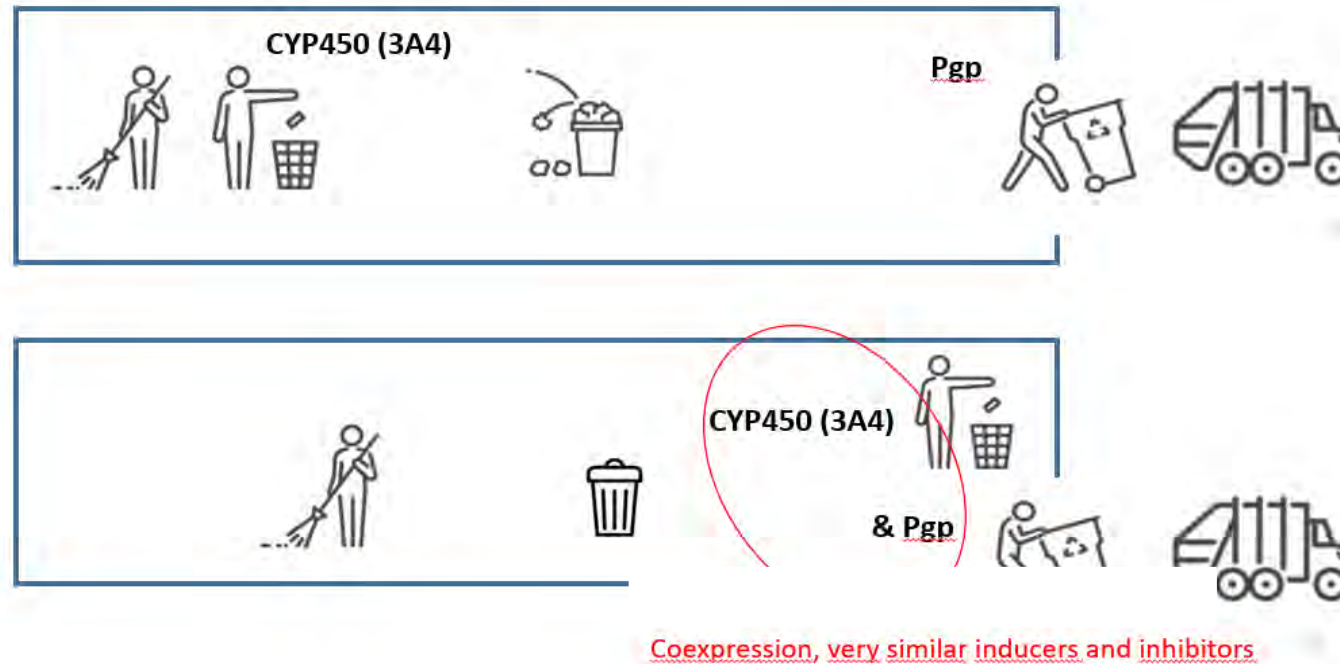 CYP450 (3A4)
Pgp
CYP450 (3A4)
& Pgp
Coexpression, very similar inducers and inhibitors